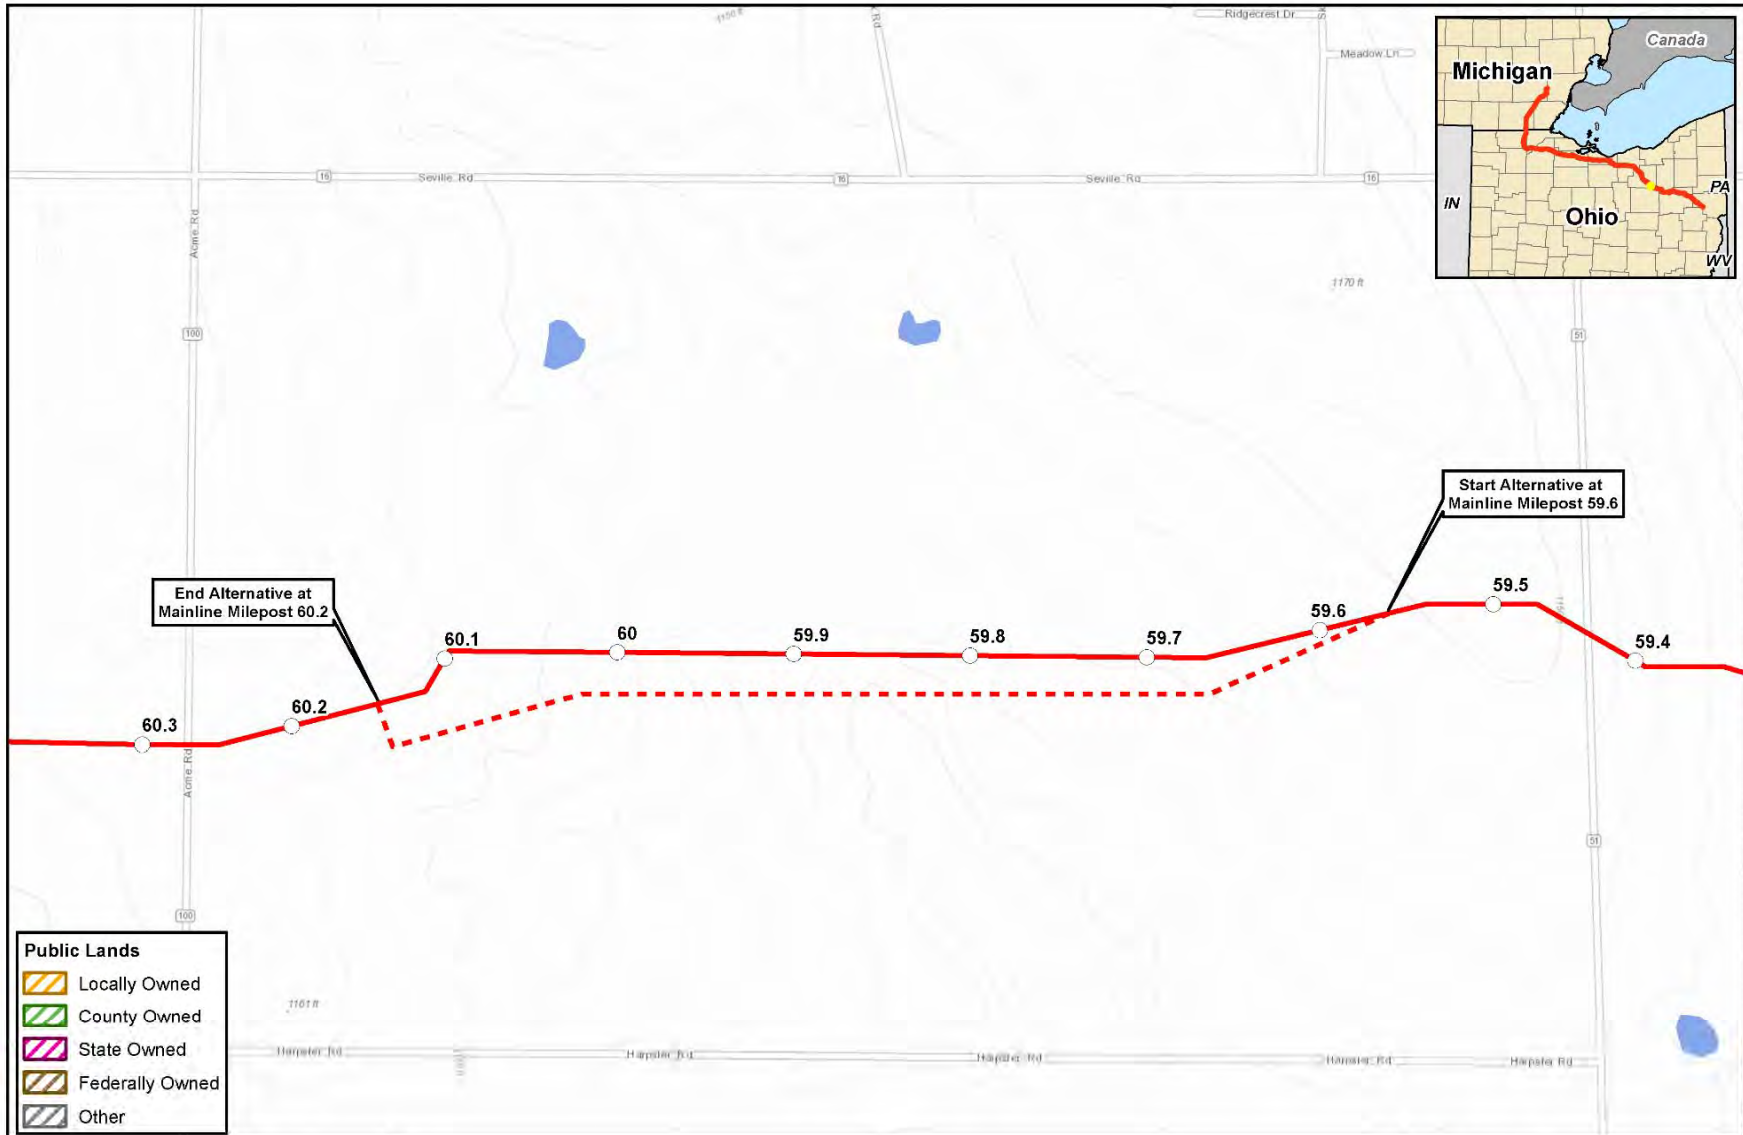 1150 ft
Ridgecrest Dr
Meadow Ln
Canada
Michigan
PA
IN
Ohio
WV
16
Seville Rd
16
Seville Rd
16
Acme Rd
1170 ft
100
51
Start Alternative at
Mainline Milepost 59.6
End Alternative at
Mainline Milepost 60.2
59.5
59.6
59.4
60.1
60
59.9
59.8
59.7
60.2
60.3
Acme Rd
51
100
Public Lands
Locally Owned
County Owned
State Owned
Federally Owned
Other
1161 ft
Harpster Rd
Harpster Rd
Harpster Rd
Harpster Rd
Harpster Rd